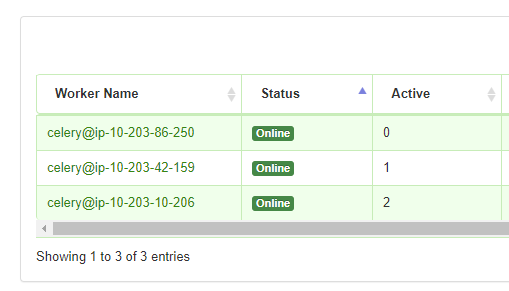 Worker Name Status Active
celery@ip-10-203-86-250 Online 0
celery@ip-10-203-42-159 Online 1
celery@ip-10-203-10-206 Online 2
Showing 1 to 3 of 3 entries